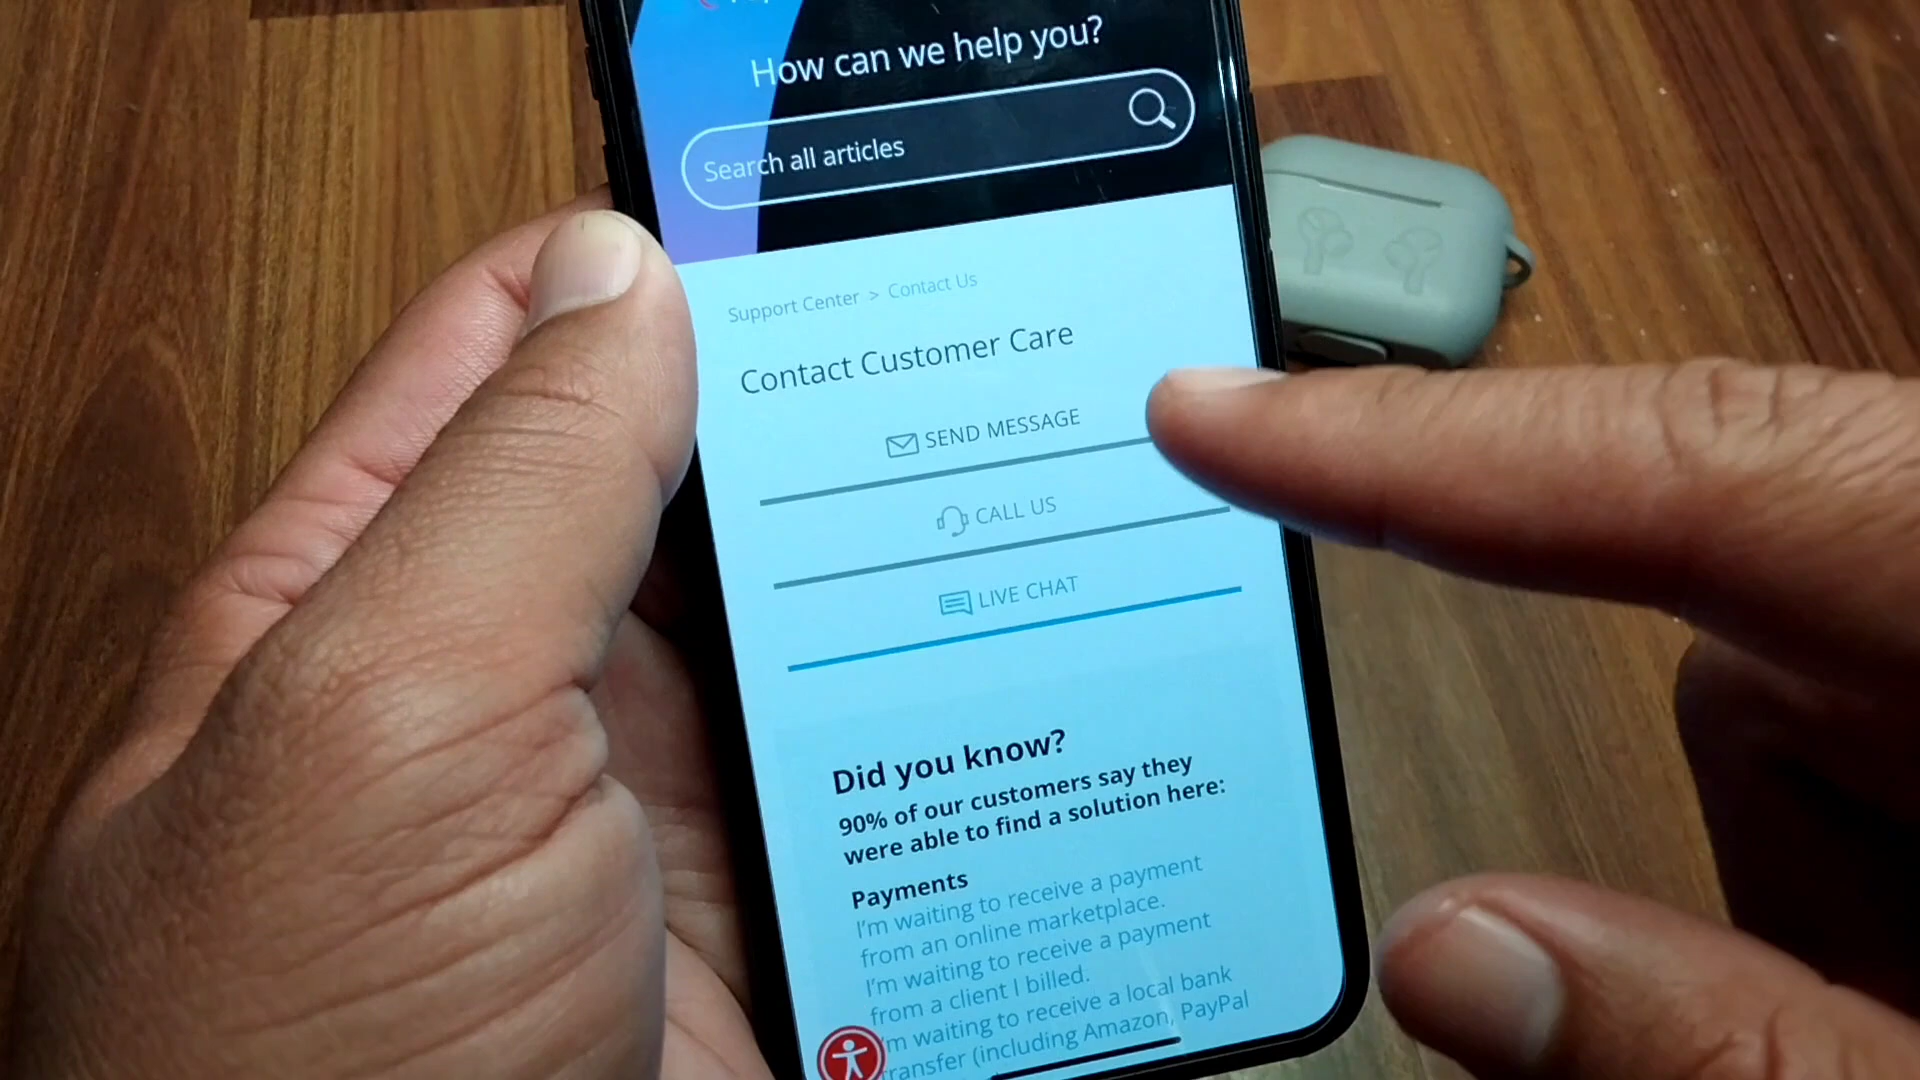 How can we help you?
Search all articles
Support Center > Contact Us
Contact Customer Care
SEND MESSAGE
CALL US
LIVE CHAT
Did you know?
90% of our customers say they
were able to find a solution here:
Payments
I'm waiting to receive a payment
from an online marketplace.
I'm waiting to receive a payment
from a client I billed.
I'm waiting to receive a local bank
transfer (including Amazon, PayPal